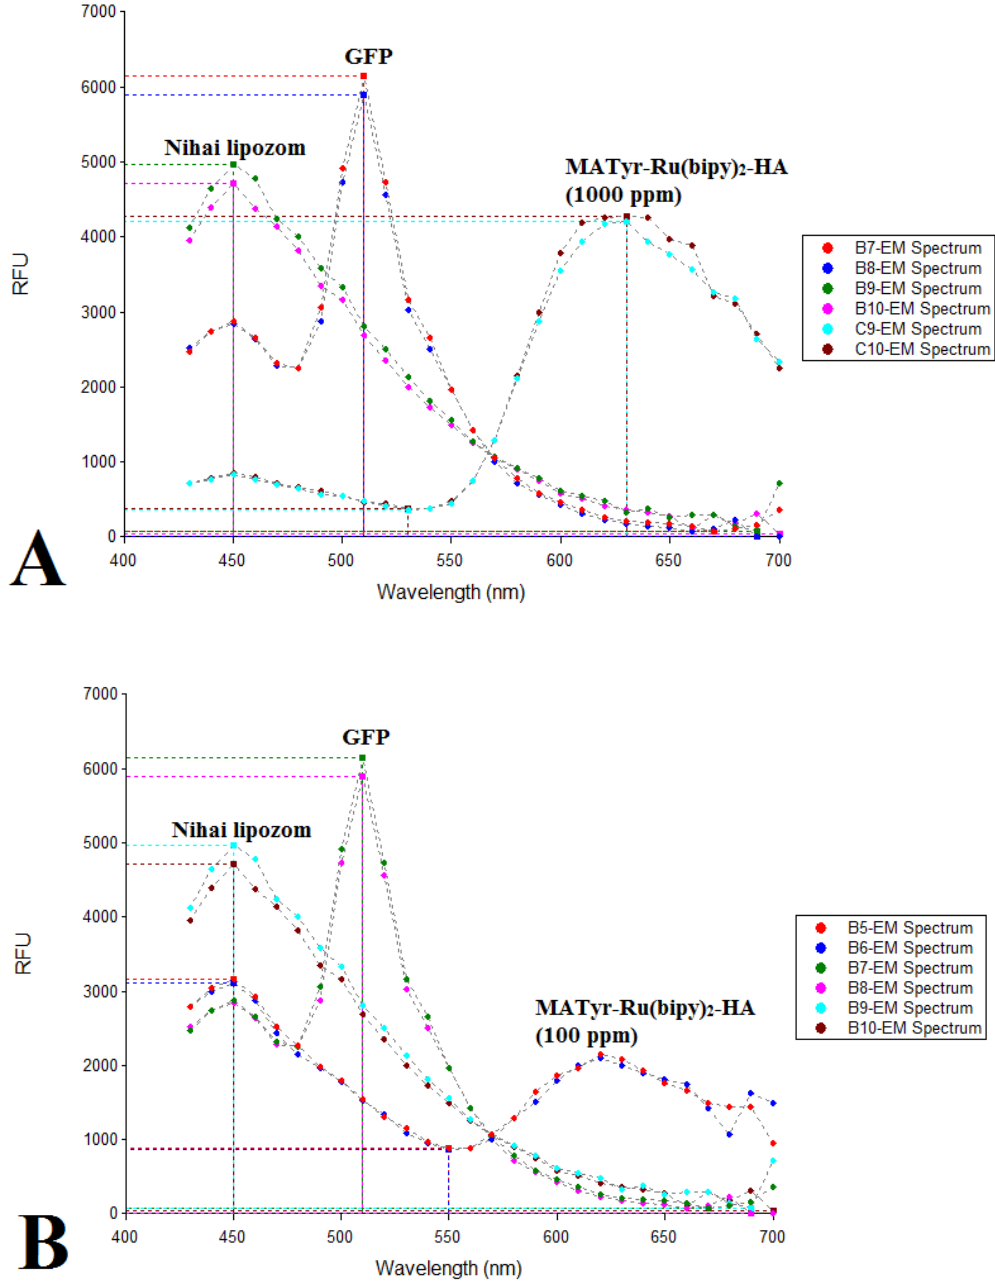 7000
6000
5000
4000
3000
2000
1000
0
RFU
GFP
Nihai lipozom
MATyr-Ru(bipy)₂-HA
(1000 ppm)
B7-EM Spectrum
B8-EM Spectrum
B9-EM Spectrum
B10-EM Spectrum
C9-EM Spectrum
C10-EM Spectrum
400 450 500 550 600 650 700
Wavelength (nm)
A
7000
6000
5000
4000
3000
2000
1000
0
RFU
GFP
Nihai lipozom
MATyr-Ru(bipy)₂-HA
(100 ppm)
B5-EM Spectrum
B6-EM Spectrum
B7-EM Spectrum
B8-EM Spectrum
B9-EM Spectrum
B10-EM Spectrum
400 450 500 550 600 650 700
Wavelength (nm)
B